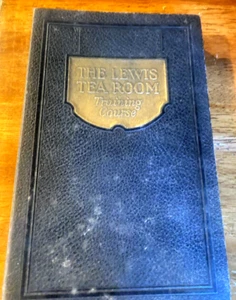 THE LEWIS
TEA ROOM
Training
Course